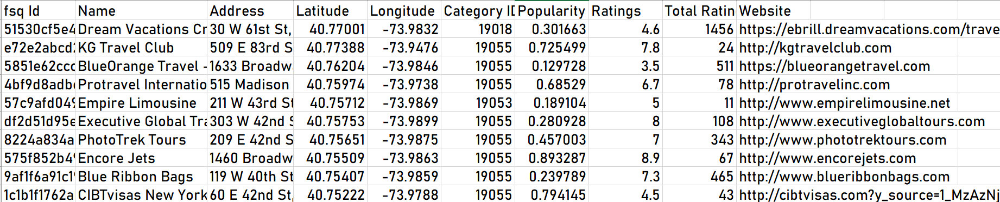 fsq Id Name Address Latitude Longitude Category ID Popularity Ratings Total Ratin Website
51530cf5e4 Dream Vacations Cr 30 W 61st St, 40.77001 -73.9832 19018 0.301663 4.6 1456 https://ebrill.dreamvacations.com/trave
e72e2abcd2 KG Travel Club 509 E 83rd S 40.77388 -73.9476 19055 0.725499 7.8 24 http://kgtravelclub.com
5851e62ccc BlueOrange Travel - 1633 Broadw 40.76204 -73.9846 19055 0.129728 3.5 511 https://blueorangetravel.com
4bf9d8adb Protravel Internatio 515 Madison 40.75974 -73.9738 19055 0.68529 6.7 78 http://protravelinc.com
57c9afd049 Empire Limousine 211 W 43rd St 40.75712 -73.9869 19053 0.189104 5 11 http://www.empirelimousine.net
df2d51d95e Executive Global Tra 303 W 42nd S 40.75753 -73.9899 19055 0.280928 8 108 http://www.executiveglobaltours.com
8224a834a PhotoTrek Tours 209 E 42nd S 40.75651 -73.9875 19055 0.457003 7 343 http://www.phototrektours.com
575f852b49 Encore Jets 1460 Broadw 40.75509 -73.9863 19055 0.893287 8.9 67 http://www.encorejets.com
9af1f6a91c1 Blue Ribbon Bags 119 W 40th St 40.75407 -73.9859 19055 0.239789 7.3 465 http://www.blueribbonbags.com
1c1b1f1762a CIBTvisas New York 60 E 42nd St, 40.75222 -73.9788 19055 0.794145 4.5 43 http://cibtvisas.com?y_source=1_MzAzNj